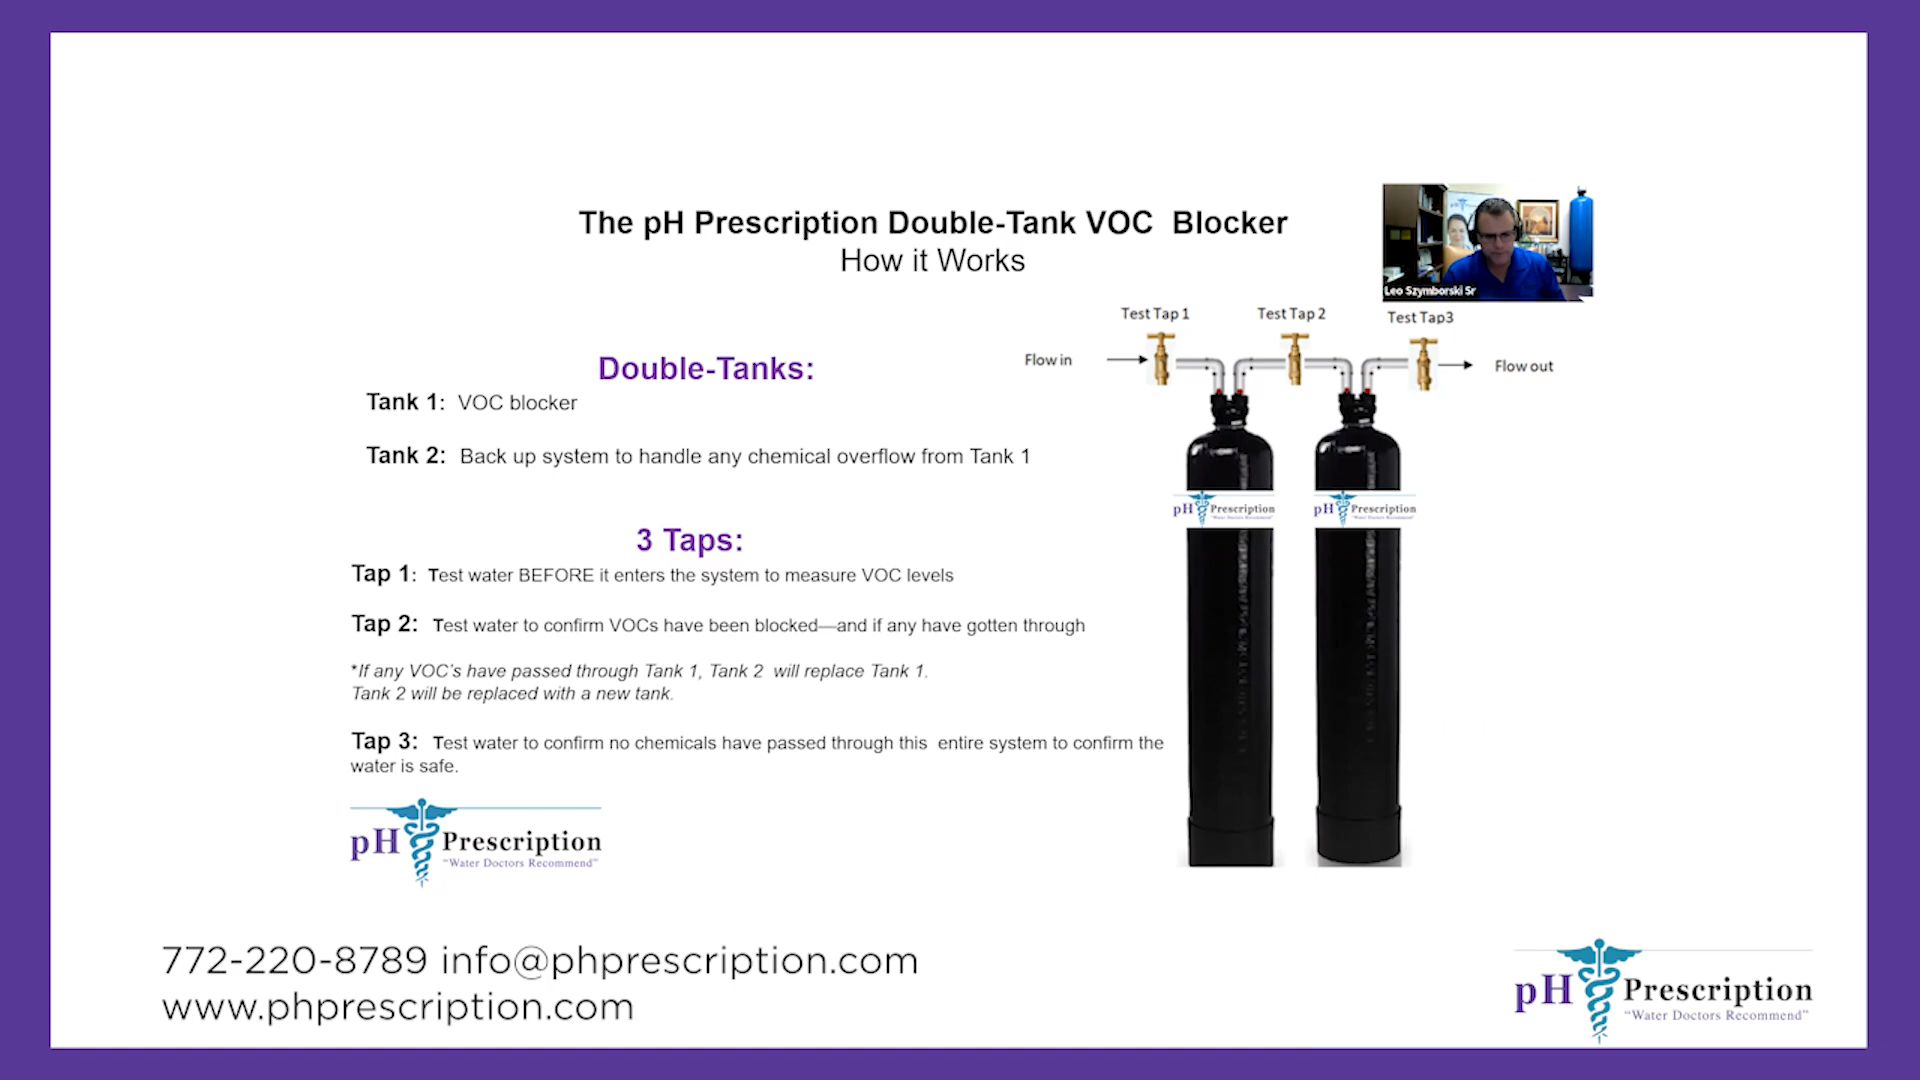 The pH Prescription Double-Tank VOC Blocker
How it Works
Leo Szymborski Sr
Test Tap 1
Test Tap 2
Test Tap3
Flow in
Flow out
Double-Tanks:
Tank 1: VOC blocker
Tank 2: Back up system to handle any chemical overflow from Tank 1
pH Prescription
"Water Doctors Recommend"
pH Prescription
"Water Doctors Recommend"
3 Taps:
Tap 1: Test water BEFORE it enters the system to measure VOC levels
Tap 2: Test water to confirm VOCs have been blocked—and if any have gotten through
*If any VOC's have passed through Tank 1, Tank 2 will replace Tank 1.
Tank 2 will be replaced with a new tank.
Tap 3: Test water to confirm no chemicals have passed through this entire system to confirm the
water is safe.
pH Prescription
"Water Doctors Recommend"
772-220-8789 info@phprescription.com
www.phprescription.com
pH Prescription
"Water Doctors Recommend"